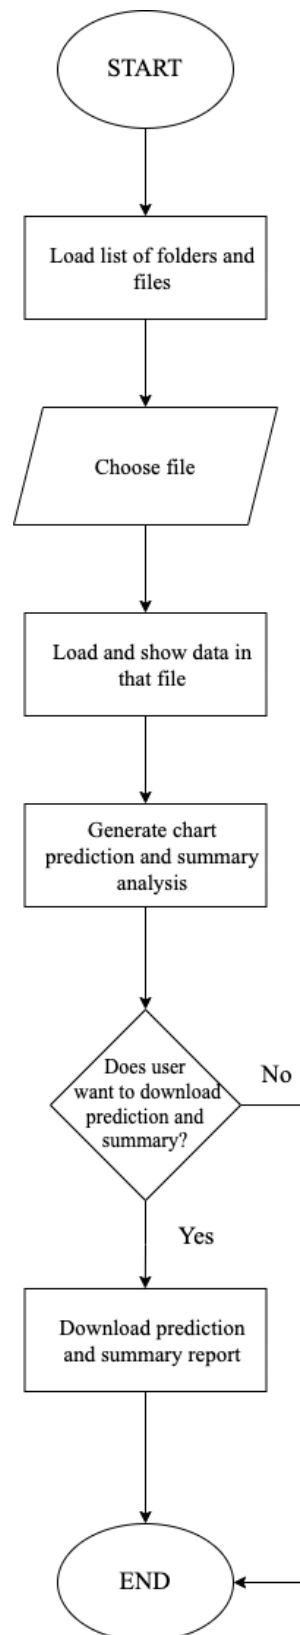 START
Load list of folders and
files
Choose file
Load and show data in
that file
Generate chart
prediction and summary
analysis
Does user
want to download
prediction and
summary?
No
Yes
Download prediction
and summary report
END